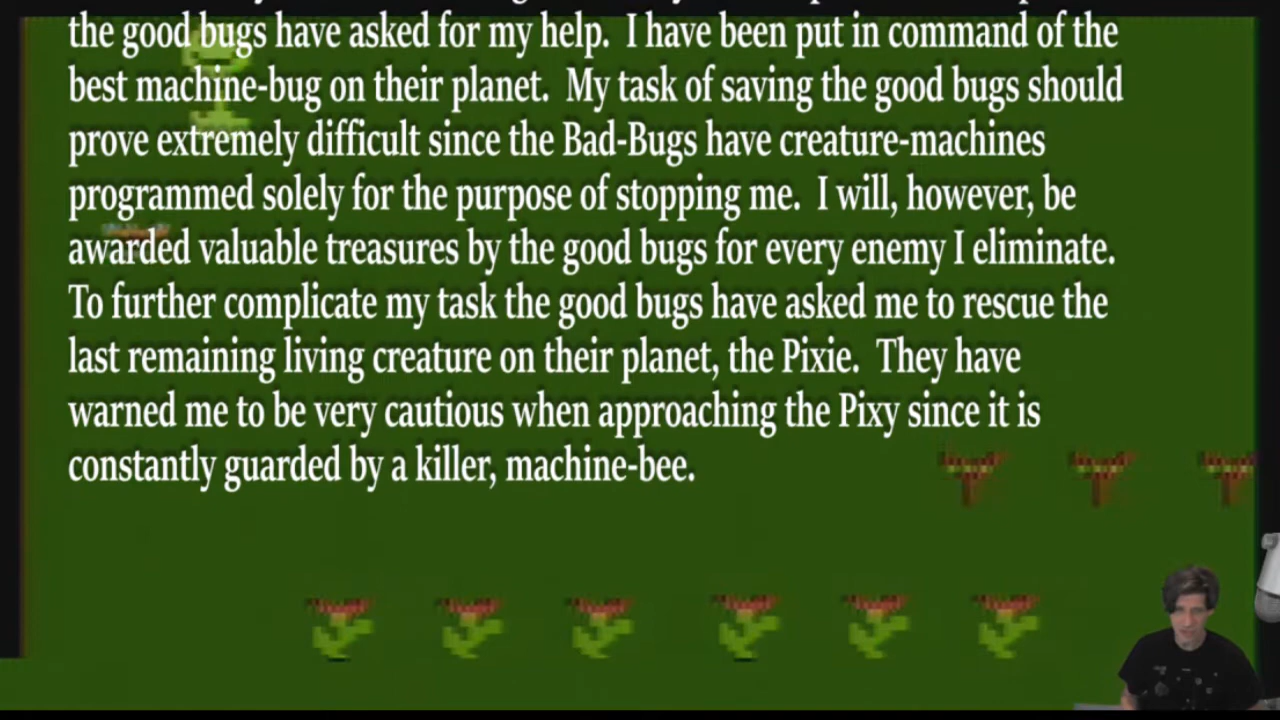 the good bugs have asked for my help.  I have been put in command of the
best machine-bug on their planet.  My task of saving the good bugs should
prove extremely difficult since the Bad-Bugs have creature-machines
programmed solely for the purpose of stopping me.  I will, however, be
awarded valuable treasures by the good bugs for every enemy I eliminate.
To further complicate my task the good bugs have asked me to rescue the
last remaining living creature on their planet, the Pixie.  They have
warned me to be very cautious when approaching the Pixy since it is
constantly guarded by a killer, machine-bee.